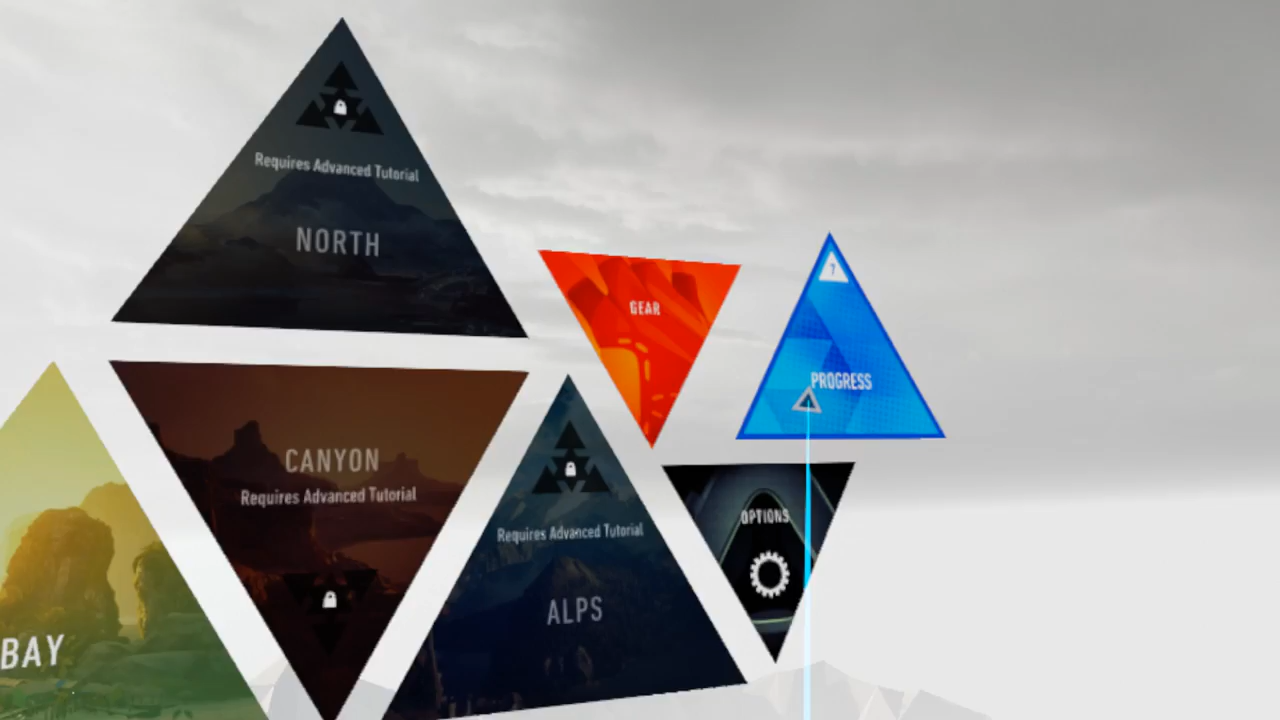 Requires Advanced Tutorial
NORTH
GEAR
?
PROGRESS
CANYON
Requires Advanced Tutorial
Requires Advanced Tutorial
OPTIONS
ALPS
BAY